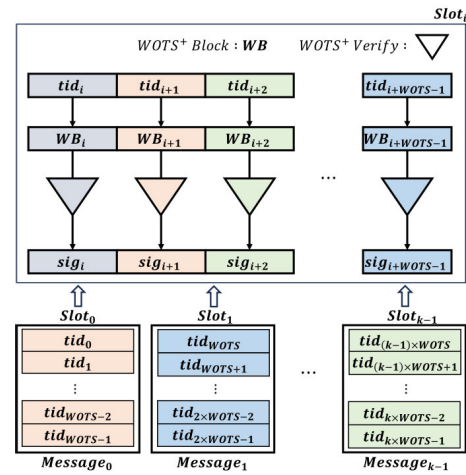 Slot_i
WOTS⁺ Block : WB WOTS⁺ Verify :
tid_i tid_{i+1} tid_{i+2} tid_{i+WOTS-1}
WB_i WB_{i+1} WB_{i+2} WB_{i+WOTS-1}
...
sig_i sig_{i+1} sig_{i+2} sig_{i+WOTS-1}
Slot_0 Slot_1 Slot_{k-1}
tid_0 tid_{WOTS} tid_{(k-1)×WOTS}
tid_1 tid_{WOTS+1} tid_{(k-1)×WOTS+1}
⋮ ⋮ ... ⋮
tid_{WOTS-2} tid_{2×WOTS-2} tid_{k×WOTS-2}
tid_{WOTS-1} tid_{2×WOTS-1} tid_{k×WOTS-1}
Message_0 Message_1 Message_{k-1}